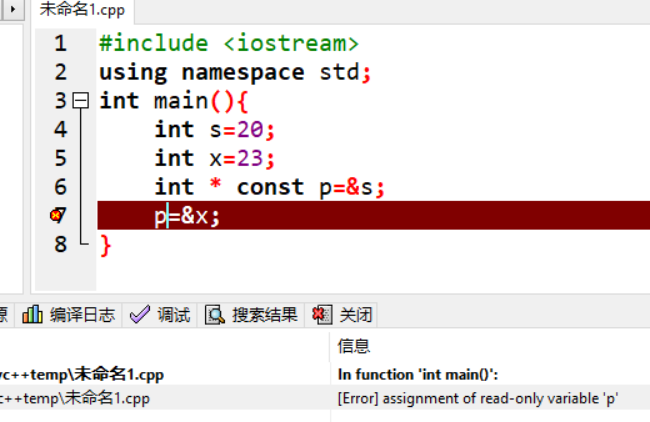 未命名1.cpp
1 #include <iostream>
2 using namespace std;
3 int main(){
4 int s=20;
5 int x=23;
6 int * const p=&s;
7 p=&x;
8 }
编译日志 调试 搜索结果 关闭
信息
vc++temp\未命名1.cpp In function 'int main()':
c++temp\未命名1.cpp [Error] assignment of read-only variable 'p'